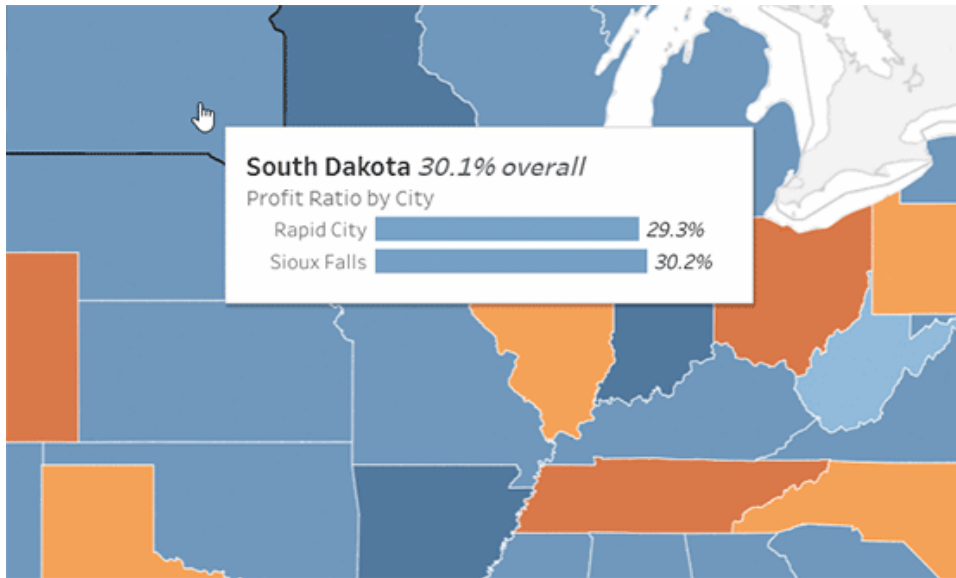 South Dakota 30.1% overall
Profit Ratio by City
Rapid City 29.3%
Sioux Falls 30.2%